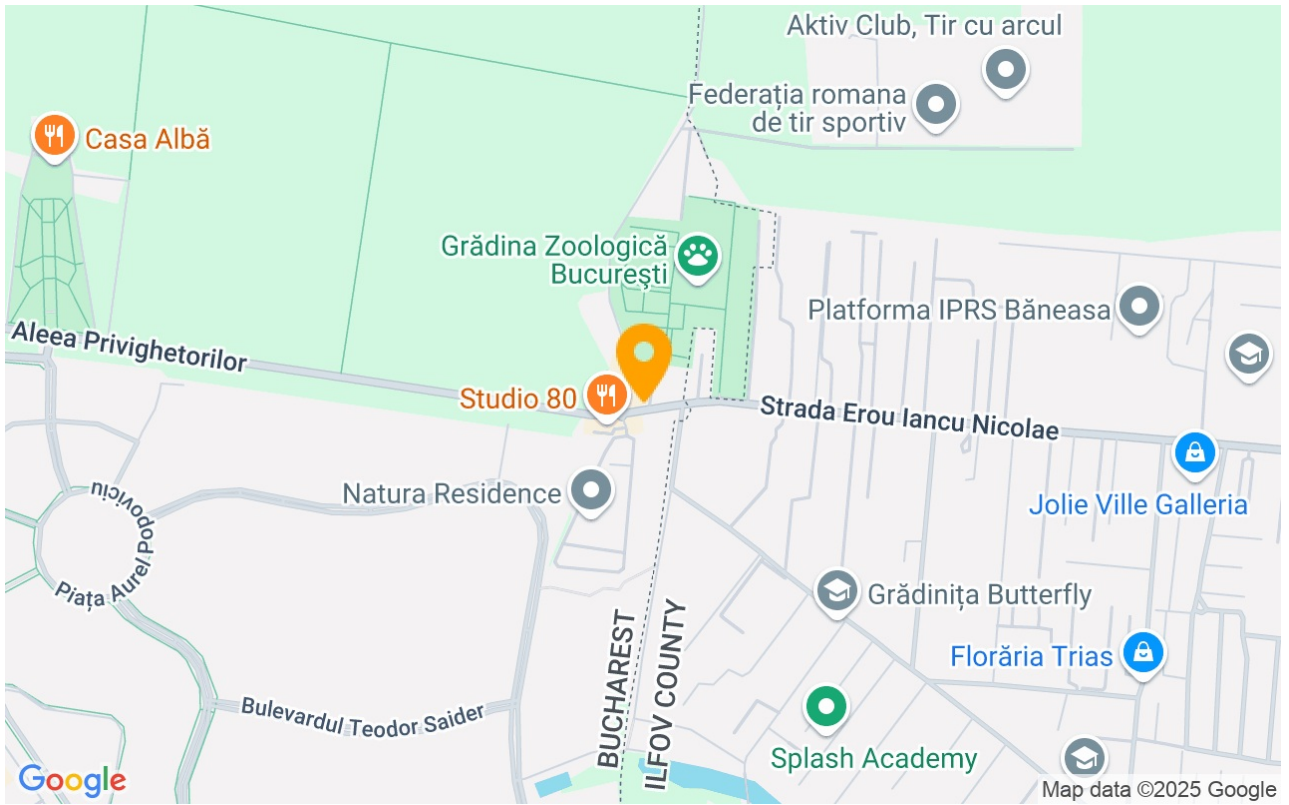 Aktiv Club, Tir cu arcul
Federația romana
de tir sportiv
Casa Albă
Grădina Zoologică
București
Platforma IPRS Băneasa
Aleea Privighetorilor
Studio 80
Strada Erou Iancu Nicolae
Natura Residence
Jolie Ville Galleria
Piața Aurel Popoviciu
Grădinița Butterfly
BUCHAREST
ILFOV COUNTY
Florăria Trias
Bulevardul Teodor Saider
Splash Academy
Google
Map data ©2025 Google